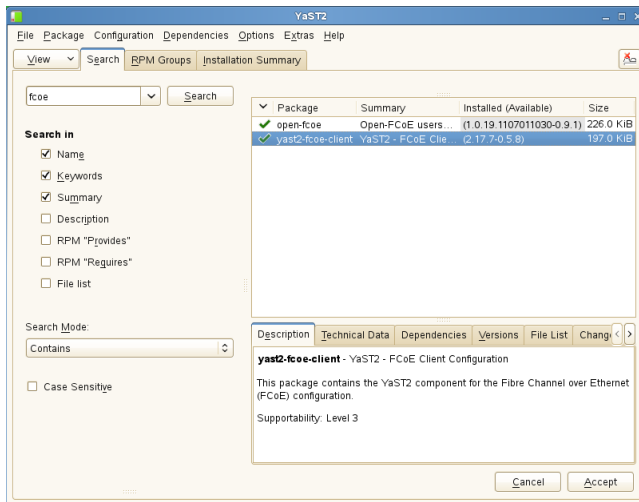 YaST2
File Package Configuration Dependencies Options Extras Help
View Search RPM Groups Installation Summary
fcoe Search
Search in
Name
Keywords
Summary
Description
RPM "Provides"
RPM "Requires"
File list
Search Mode:
Contains
Case Sensitive
Package Summary Installed (Available) Size
open-fcoe Open-FCoE users... (1.0.19.1107011030-0.9.1) 226.0 KiB
yast2-fcoe-client YaST2 - FCoE Clie... (2.17.7-0.5.8) 197.0 KiB
Description Technical Data Dependencies Versions File List Change
yast2-fcoe-client - YaST2 - FCoE Client Configuration
This package contains the YaST2 component for the Fibre Channel over Ethernet
(FCoE) configuration.
Supportability: Level 3
Cancel Accept